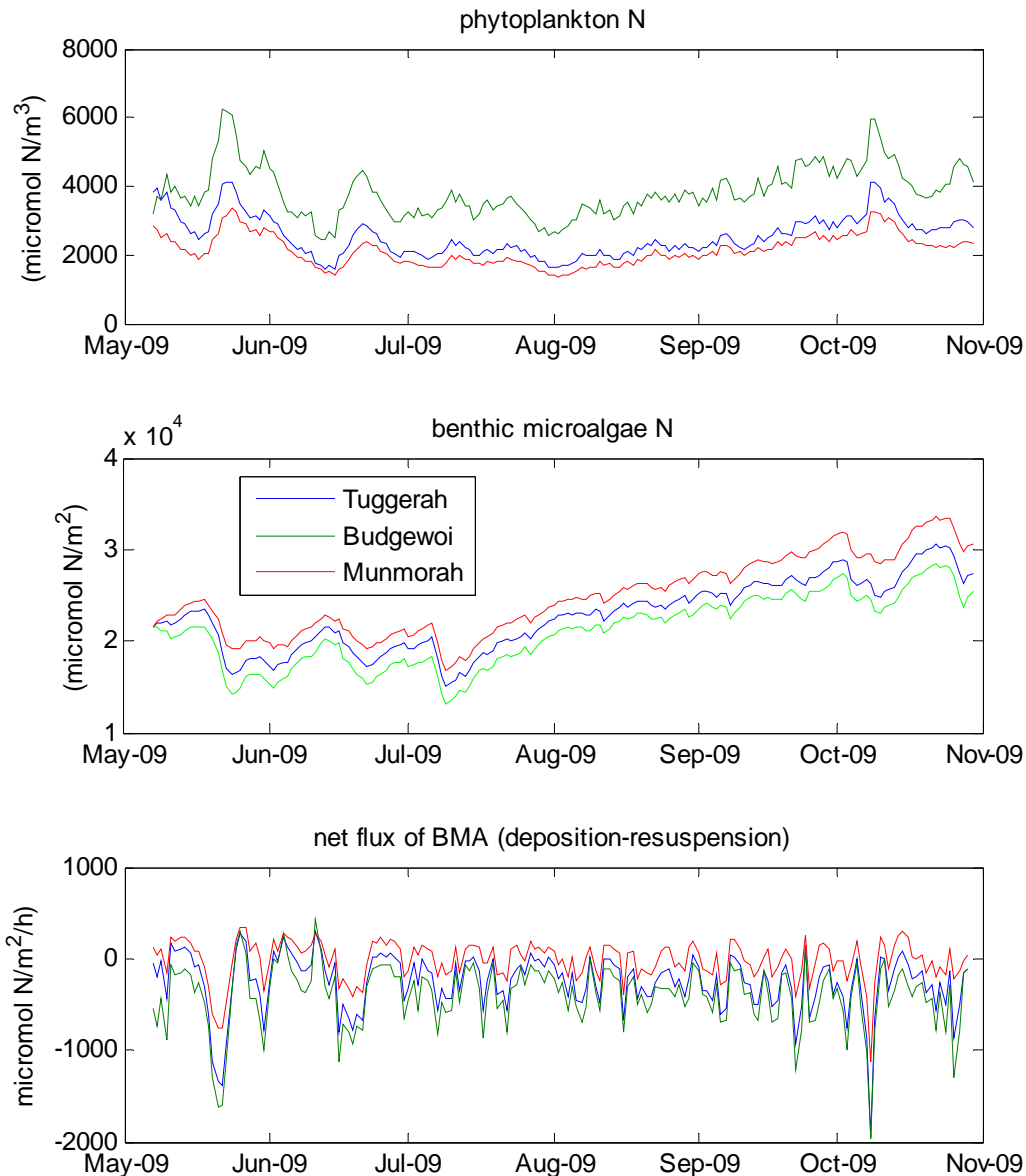 phytoplankton N
(micromol N/m³)
8000
6000
4000
2000
0
May-09 Jun-09 Jul-09 Aug-09 Sep-09 Oct-09 Nov-09
benthic microalgae N
x 10⁴
(micromol N/m²)
4
3
2
1
Tuggerah
Budgewoi
Munmorah
May-09 Jun-09 Jul-09 Aug-09 Sep-09 Oct-09 Nov-09
net flux of BMA (deposition-resuspension)
micromol N/m²/h
1000
0
-1000
-2000
May-09 Jun-09 Jul-09 Aug-09 Sep-09 Oct-09 Nov-09